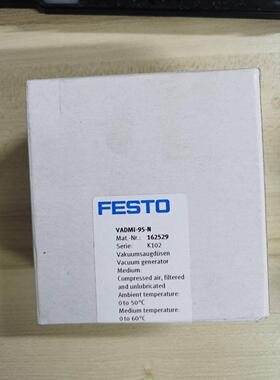 FESTO
VADMI-95-N
Mat.-Nr.: 162529
Serie: K102
Vakuumsaugdüsen
Vacuum generator
Medium:
Compressed air, filtered
and unlubricated
Ambient temperature:
0 to 50°C
Medium temperature:
0 to 60°C